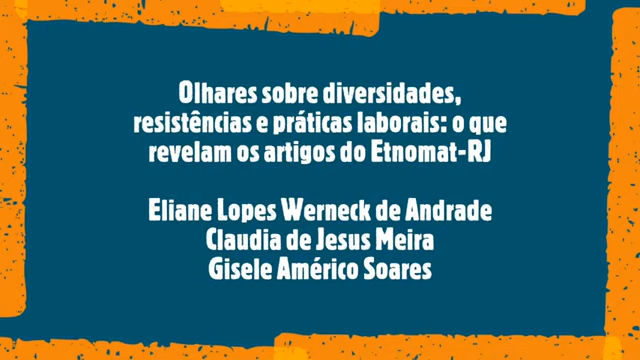 Olhares sobre diversidades,
resistências e práticas laborais: o que
revelam os artigos do Etnomat-RJ
Eliane Lopes Werneck de Andrade
Claudia de Jesus Meira
Gisele Américo Soares